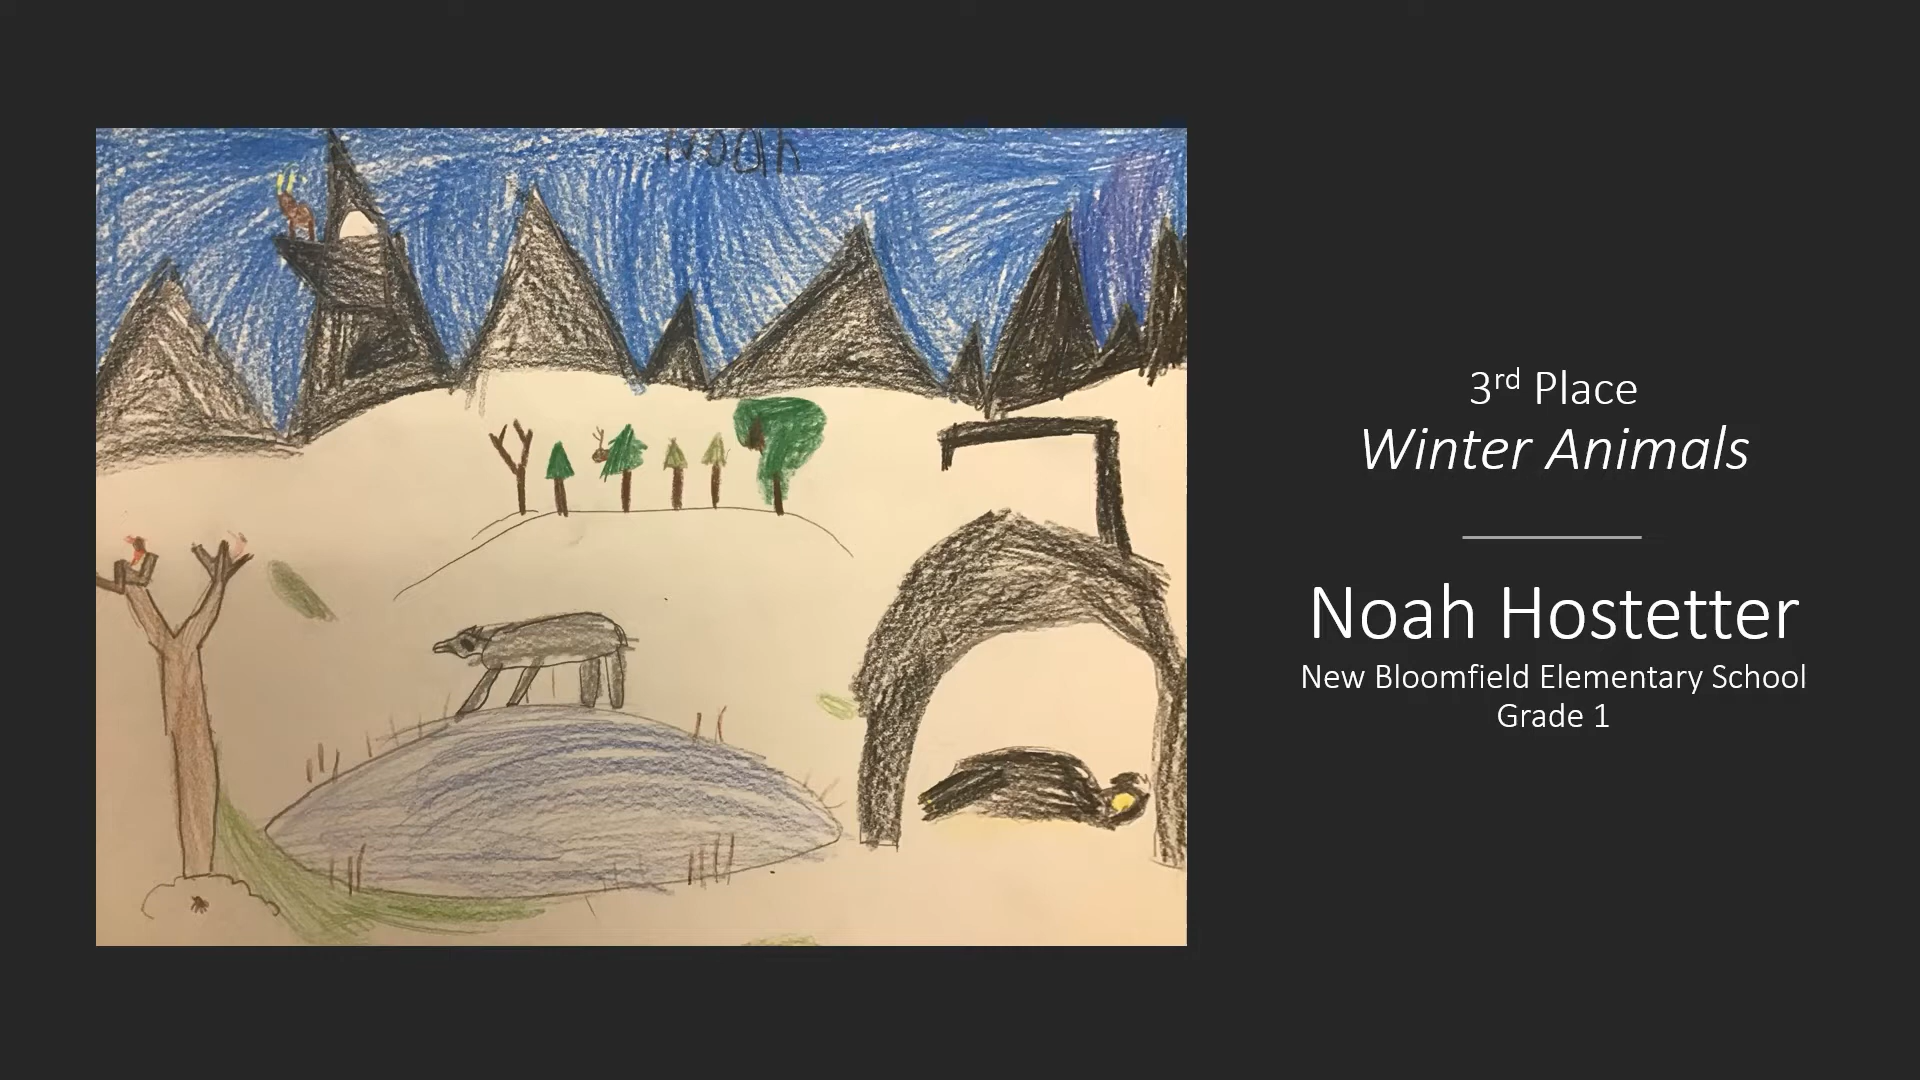 Noah
3rd Place
Winter Animals
Noah Hostetter
New Bloomfield Elementary School
Grade 1